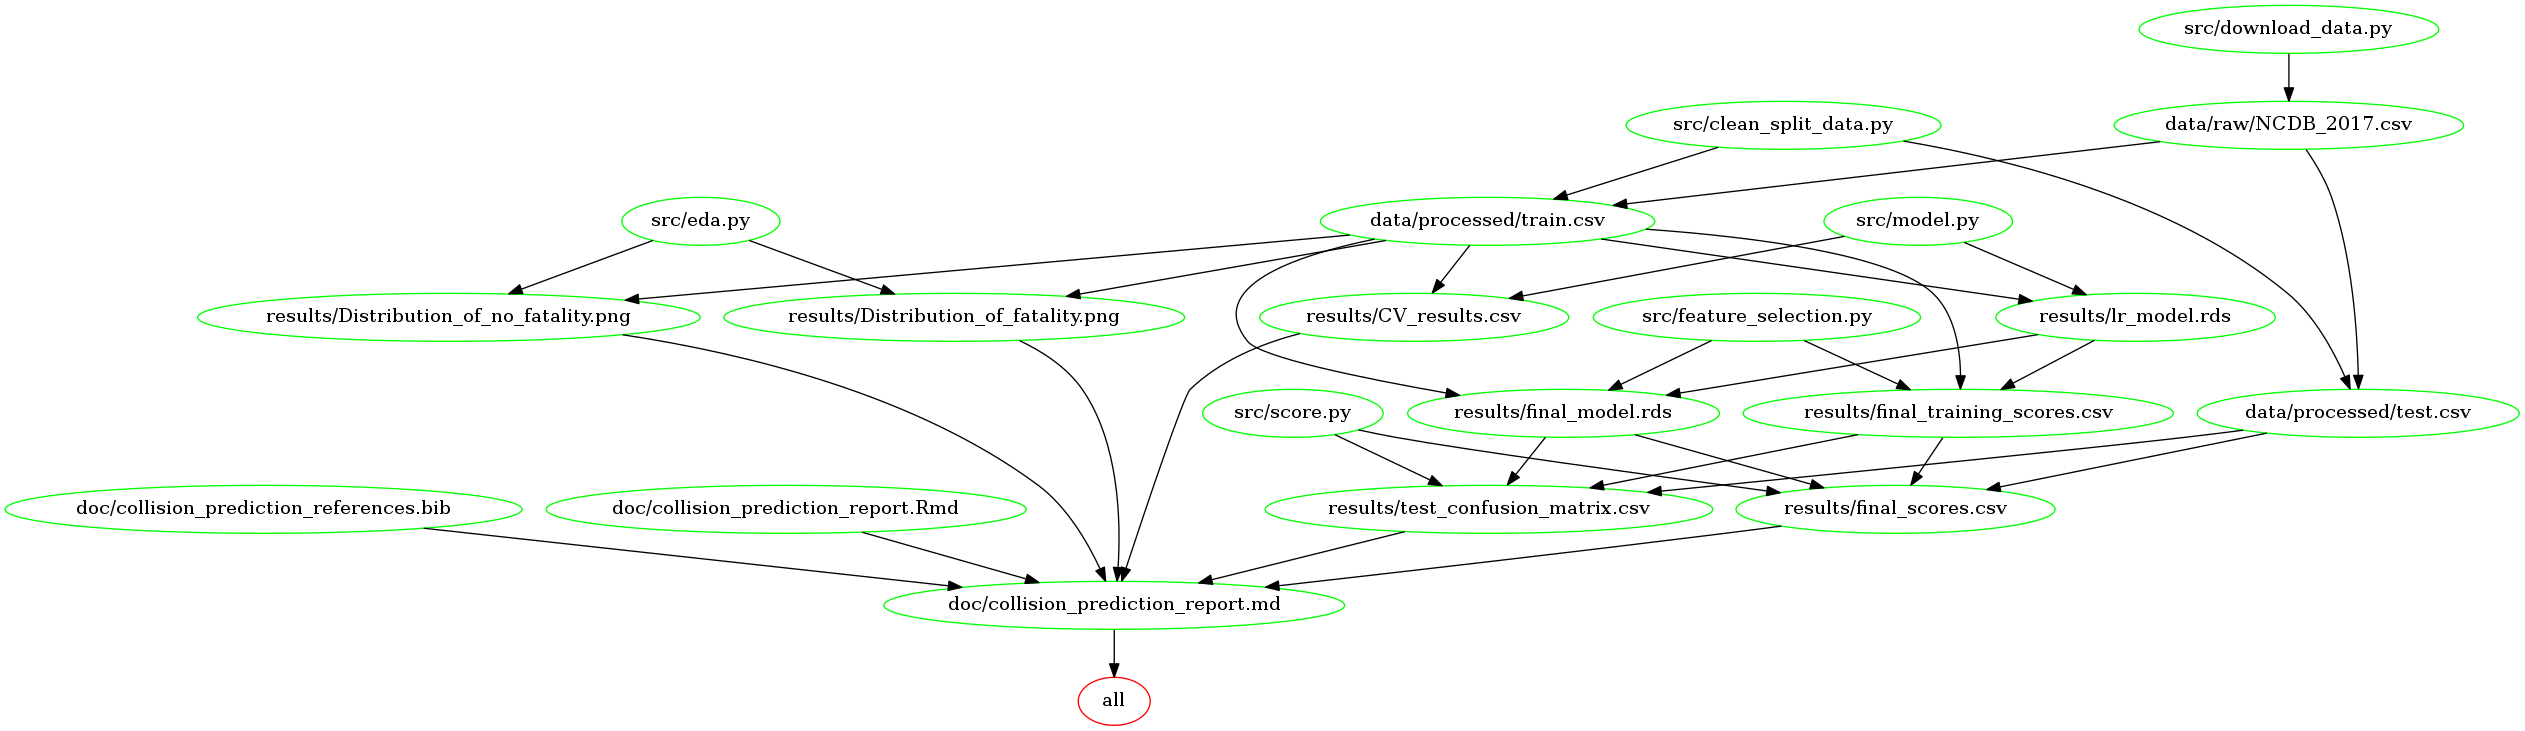 src/download_data.py
src/clean_split_data.py
data/raw/NCDB_2017.csv
src/eda.py
data/processed/train.csv
src/model.py
results/Distribution_of_no_fatality.png
results/Distribution_of_fatality.png
results/CV_results.csv
src/feature_selection.py
results/lr_model.rds
src/score.py
results/final_model.rds
results/final_training_scores.csv
data/processed/test.csv
doc/collision_prediction_references.bib
doc/collision_prediction_report.Rmd
results/test_confusion_matrix.csv
results/final_scores.csv
doc/collision_prediction_report.md
all